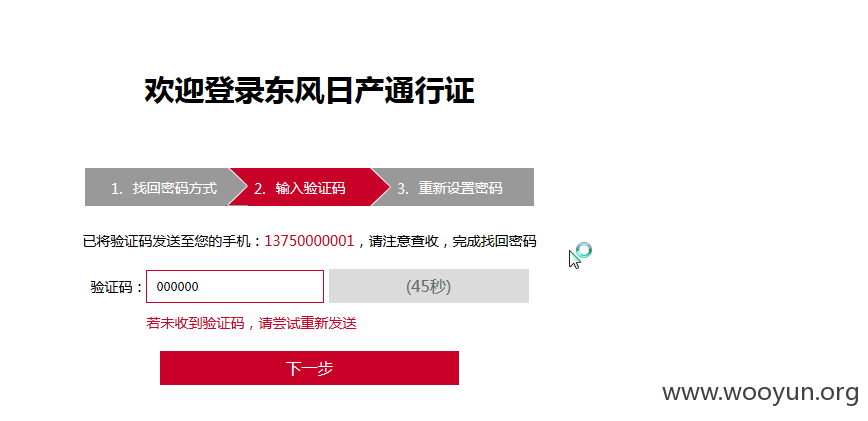 欢迎登录东风日产通行证
1. 找回密码方式 2. 输入验证码 3. 重新设置密码
已将验证码发送至您的手机：13750000001，请注意查收，完成找回密码
验证码： 000000 (45秒)
若未收到验证码，请尝试重新发送
下一步
www.wooyun.org